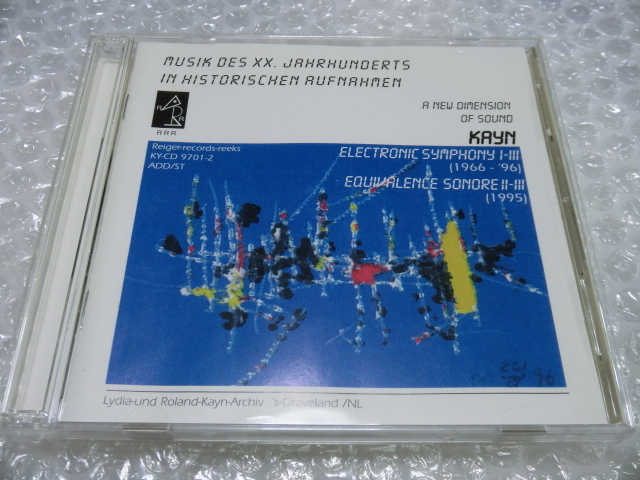 MUSIK DES XX. JAHRHUNDERTS
IN HISTORISCHEN AUFNAHMEN
RRR
A NEW DIMENSION
OF SOUND
KAYN
Reiger-records-reeks
KY-CD 9701-2
ADD/ST
ELECTRONIC SYMPHONY I-III
(1966 - '96)
EQUIVALENCE SONORE II-III
(1995)
'96
Lydia-und Roland-Kayn-Archiv 's-Graveland /NL